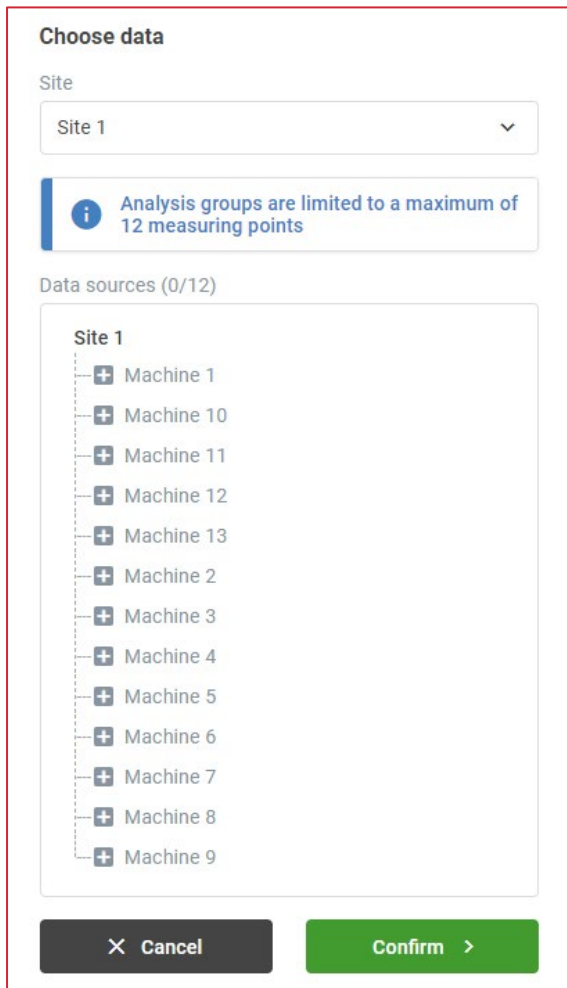 Choose data
Site
Site 1
Analysis groups are limited to a maximum of
12 measuring points
Data sources (0/12)
Site 1
Machine 1
Machine 10
Machine 11
Machine 12
Machine 13
Machine 2
Machine 3
Machine 4
Machine 5
Machine 6
Machine 7
Machine 8
Machine 9
Cancel
Confirm